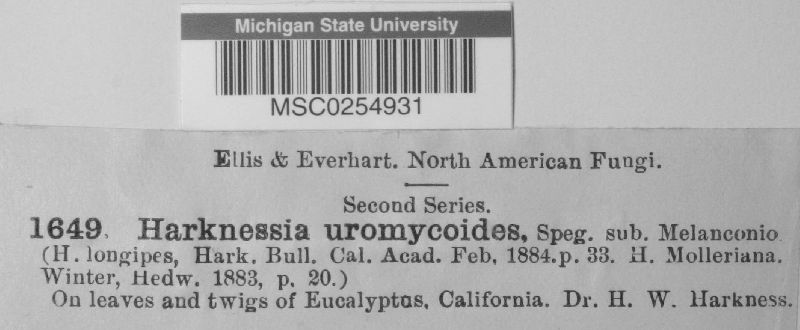 Michigan State University
MSC0254931
Ellis & Everhart. North American Fungi.
Second Series.
1649. Harknessia uromycoides, Speg. sub. Melanconio
(H. longipes, Hark. Bull. Cal. Acad. Feb. 1884.p. 33. H. Molleriana.
Winter, Hedw. 1883, p. 20.)
On leaves and twigs of Eucalyptus, California. Dr. H. W. Harkness.